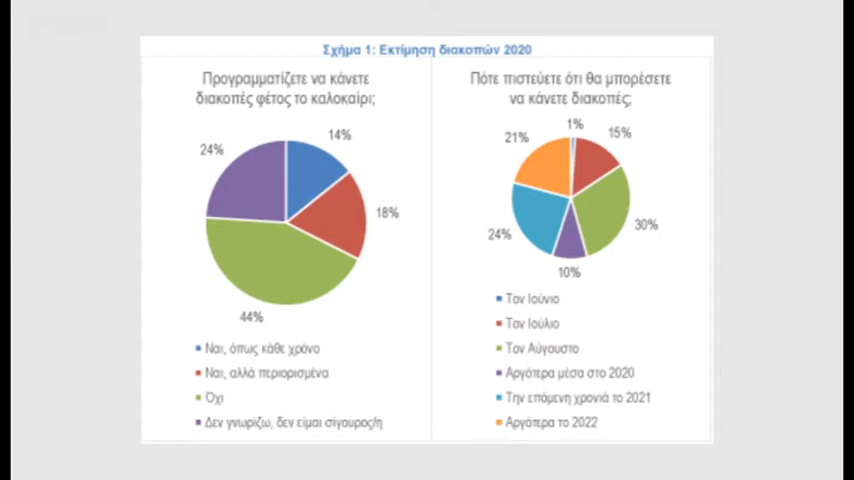 Σχήμα 1: Εκτίμηση διακοπών 2020
Προγραμματίζετε να κάνετε
διακοπές φέτος το καλοκαίρι;
14%
24%
18%
44%
Ναι, όπως κάθε χρόνο
Ναι, αλλά περιορισμένα
Όχι
Δεν γνωρίζω, δεν είμαι σίγουρος/η
Πότε πιστεύετε ότι θα μπορέσετε
να κάνετε διακοπές;
1%
15%
21%
30%
24%
10%
Τον Ιούνιο
Τον Ιούλιο
Τον Αύγουστο
Αργότερα μέσα στο 2020
Την επόμενη χρονιά το 2021
Αργότερα το 2022